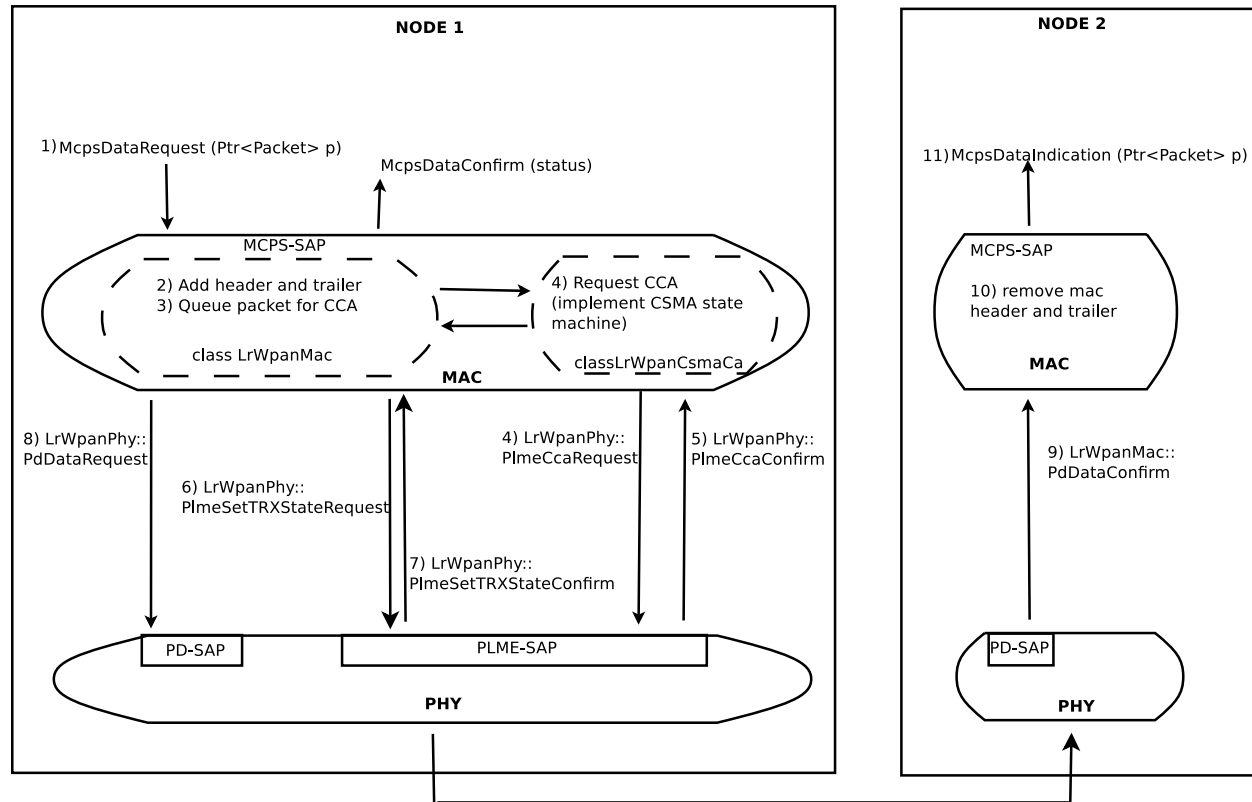 NODE 1
1) McpsDataRequest (Ptr<Packet> p)
McpsDataConfirm (status)
MCPS-SAP
2) Add header and trailer
3) Queue packet for CCA
class LrWpanMac
4) Request CCA
(implement CSMA state
machine)
classLrWpanCsmaCa
MAC
8) LrWpanPhy::
PdDataRequest
6) LrWpanPhy::
PlmeSetTRXStateRequest
7) LrWpanPhy::
PlmeSetTRXStateConfirm
4) LrWpanPhy::
PlmeCcaRequest
5) LrWpanPhy::
PlmeCcaConfirm
PD-SAP
PLME-SAP
PHY
NODE 2
11) McpsDataIndication (Ptr<Packet> p)
MCPS-SAP
10) remove mac
header and trailer
MAC
9) LrWpanMac::
PdDataConfirm
PD-SAP
PHY